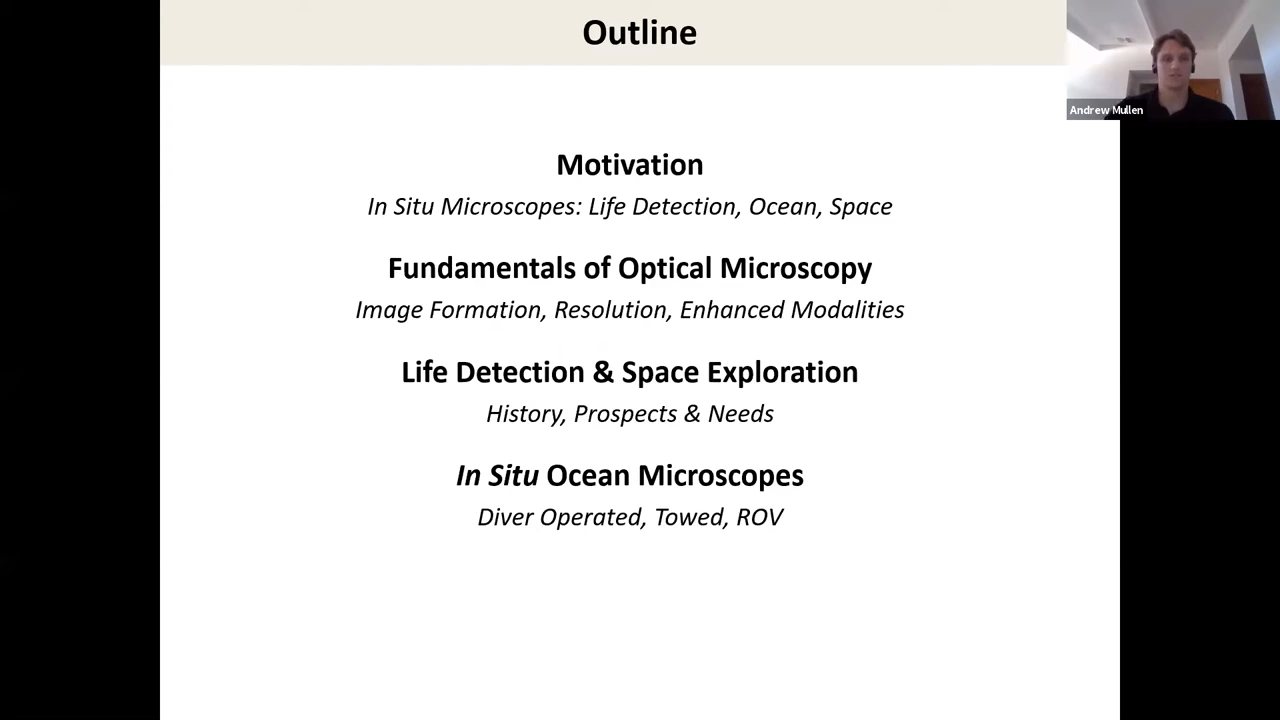 Outline
Andrew Mullen
Motivation
In Situ Microscopes: Life Detection, Ocean, Space
Fundamentals of Optical Microscopy
Image Formation, Resolution, Enhanced Modalities
Life Detection & Space Exploration
History, Prospects & Needs
In Situ Ocean Microscopes
Diver Operated, Towed, ROV